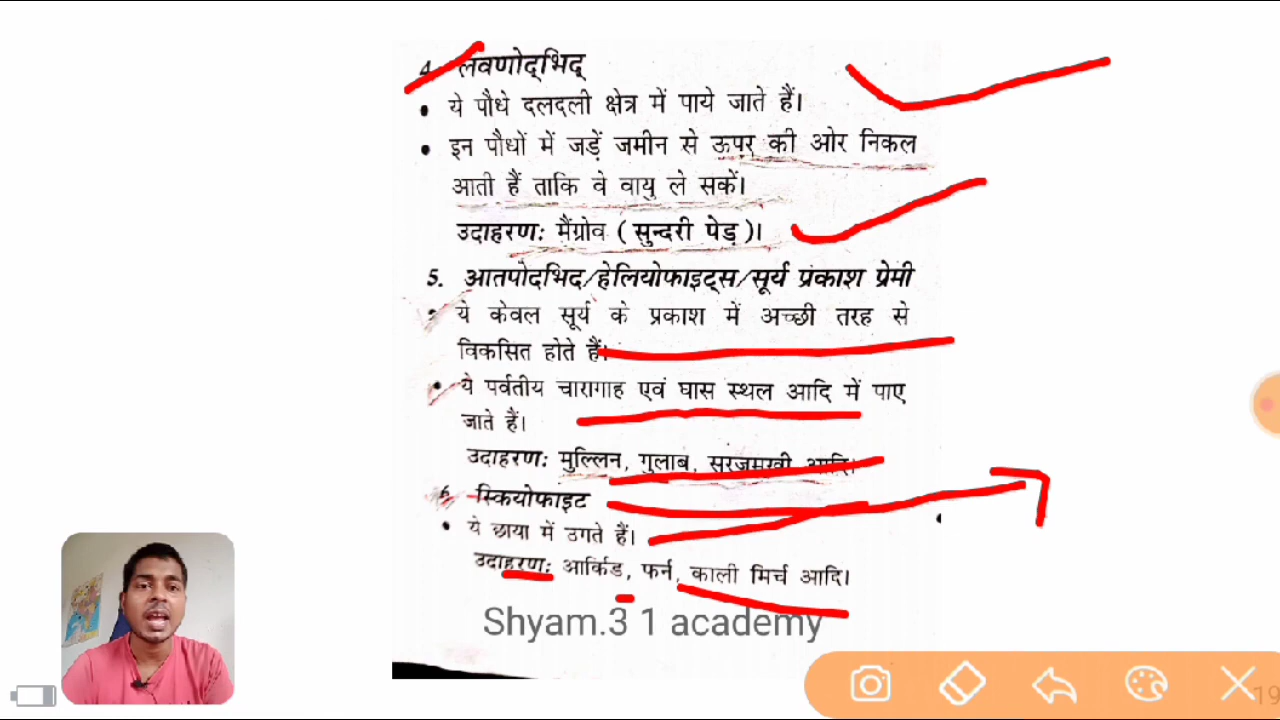 4. लवणोद्भिद्
• ये पौधे दलदली क्षेत्र में पाये जाते हैं।
• इन पौधों में जड़ें जमीन से ऊपर की ओर निकल
आती हैं ताकि वे वायु ले सकें।
उदाहरण: मैंग्रोव (सुन्दरी पेड़)।
5. आतपोदभिद/हेलियोफाइट्स/सूर्य प्रंकाश प्रेमी
• ये केवल सूर्य के प्रकाश में अच्छी तरह से
विकसित होते हैं।
• ये पर्वतीय चारागाह एवं घास स्थल आदि में पाए
जाते हैं।
उदाहरण: मुल्लिन, गुलाब, सूरजमुखी आदि।
6 स्कियोफाइट
• ये छाया में उगते हैं।
उदाहरण: आर्किड, फर्न, काली मिर्च आदि।
Shyam.3 1 academy
19